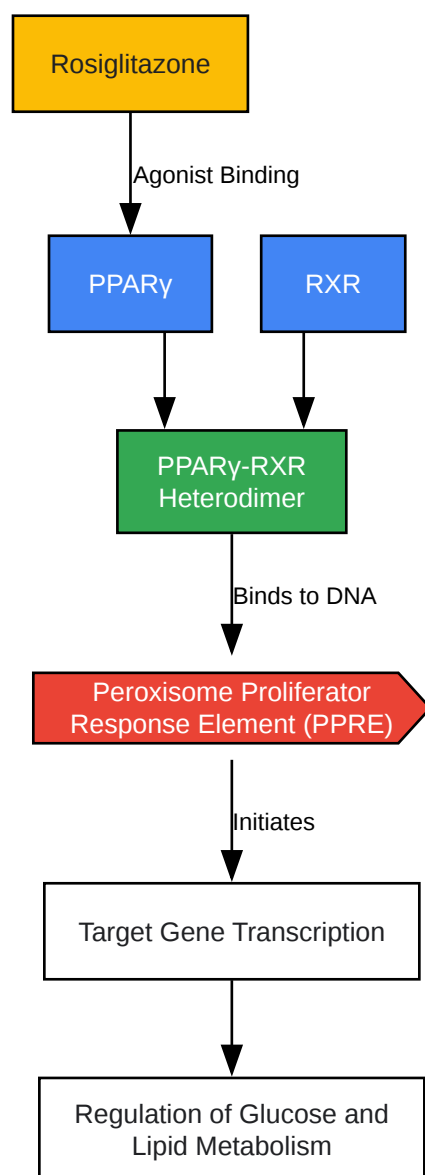 Rosiglitazone
Agonist Binding
PPARγ
RXR
PPARγ-RXR
Heterodimer
Binds to DNA
Peroxisome Proliferator
Response Element (PPRE)
Initiates
Target Gene Transcription
Regulation of Glucose and
Lipid Metabolism